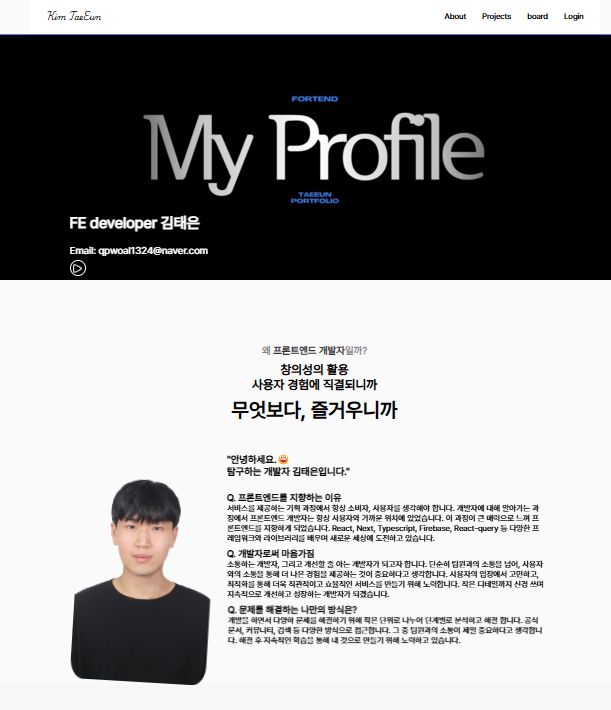 Kim TaeEun
About Projects board Login
FORTEND
My Profile
TAEEUN
PORTFOLIO
FE developer 김태은
Email: qpwoal1324@naver.com
왜 프론트엔드 개발자일까?
창의성의 활용
사용자 경험에 직결되니까
무엇보다, 즐거우니까
"안녕하세요. 😀
탐구하는 개발자 김태은입니다."
Q. 프론트엔드를 지향하는 이유
서비스를 제공하는 기획 과정에서 항상 소비자, 사용자를 생각해야 합니다. 개발자에 대해 알아가는 과
정에서 프론트엔드 개발자는 항상 사용자와 가까운 위치에 있었습니다. 이 과정이 큰 매력으로 느껴 프
론트엔드를 지향하게 되었습니다. React, Next, Typescript, Firebase, React-query 등 다양한 프
레임워크와 라이브러리를 배우며 새로운 세상에 도전하고 있습니다.
Q. 개발자로써 마음가짐
소통하는 개발자, 그리고 개선할 줄 아는 개발자가 되고자 합니다. 단순히 팀원과의 소통을 넘어, 사용자
와의 소통을 통해 더 나은 경험을 제공하는 것이 중요하다고 생각합니다. 사용자의 입장에서 고민하고,
최적화를 통해 더욱 직관적이고 효율적인 서비스를 만들기 위해 노력합니다. 작은 디테일까지 신경 쓰며
지속적으로 개선하고 성장하는 개발자가 되겠습니다.
Q. 문제를 해결하는 나만의 방식은?
개발을 하면서 다양하 문제를 해결하기 위해 작은 단위로 나누어 단계별로 분석하고 해결 합니다. 공식
문서, 커뮤니티, 검색 등 다양한 방식으로 접근합니다. 그 중 팀원과의 소통이 제일 중요하다고 생각합니
다. 해결 후 지속적인 학습을 통해 내 것으로 만들기 위해 노력하고 있습니다.